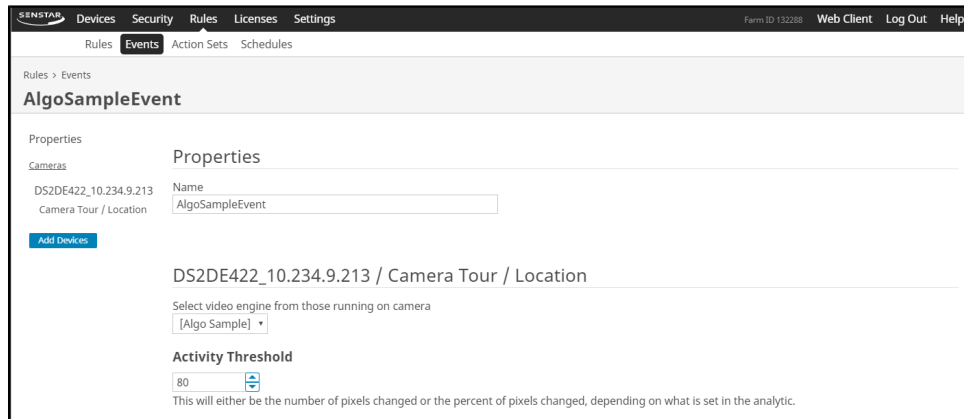 SENSTAR Devices Security Rules Licenses Settings Farm ID 132288 Web Client Log Out Help
Rules Events Action Sets Schedules
Rules > Events
AlgoSampleEvent
Properties
Cameras
DS2DE422_10.234.9.213
Camera Tour / Location
Add Devices
Properties
Name
AlgoSampleEvent
DS2DE422_10.234.9.213 / Camera Tour / Location
Select video engine from those running on camera
[Algo Sample]
Activity Threshold
80
This will either be the number of pixels changed or the percent of pixels changed, depending on what is set in the analytic.